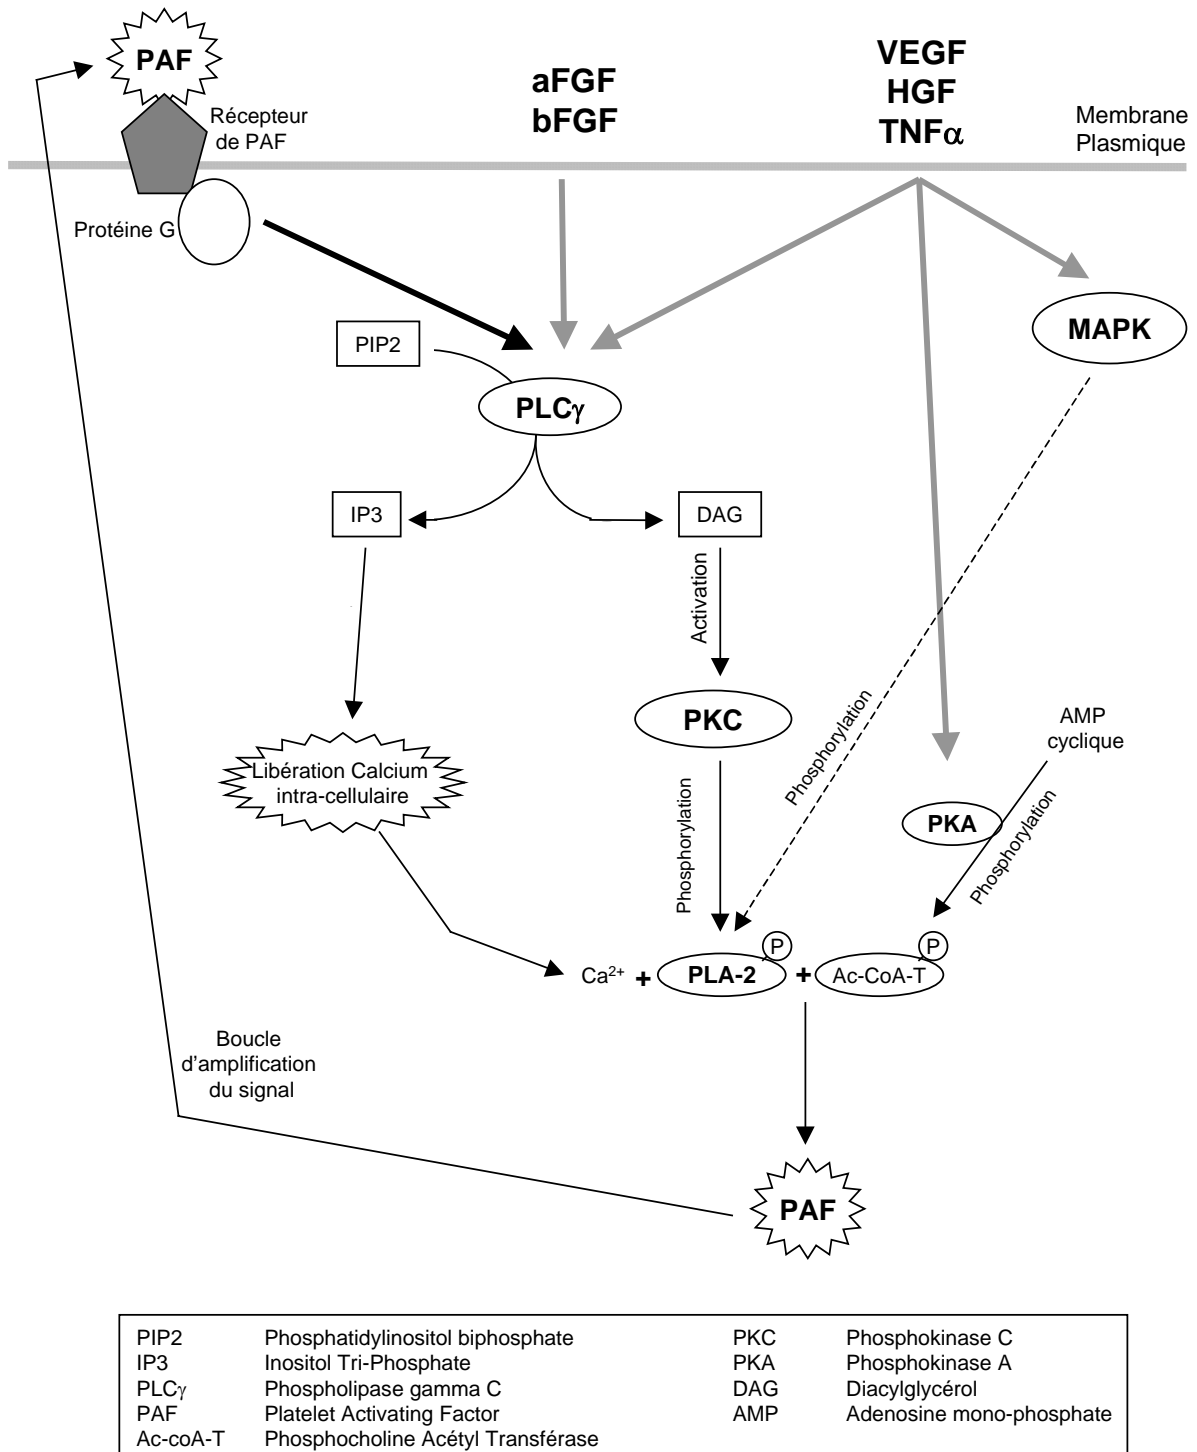 PAF
aFGF
bFGF
VEGF
HGF
TNFα
Récepteur
de PAF
Membrane
Plasmique
Protéine G
PIP2
MAPK
PLCγ
IP3
DAG
Activation
PKC
Phosphorylation
AMP
cyclique
Libération Calcium
intra-cellulaire
PKA
Phosphorylation
Phosphorylation
P
P
Ca2+ + PLA-2 + Ac-CoA-T
Boucle
d'amplification
du signal
PAF
PIP2 Phosphatidylinositol biphosphate PKC Phosphokinase C
IP3 Inositol Tri-Phosphate PKA Phosphokinase A
PLCγ Phospholipase gamma C DAG Diacylglycérol
PAF Platelet Activating Factor AMP Adenosine mono-phosphate
Ac-coA-T Phosphocholine Acétyl Transférase